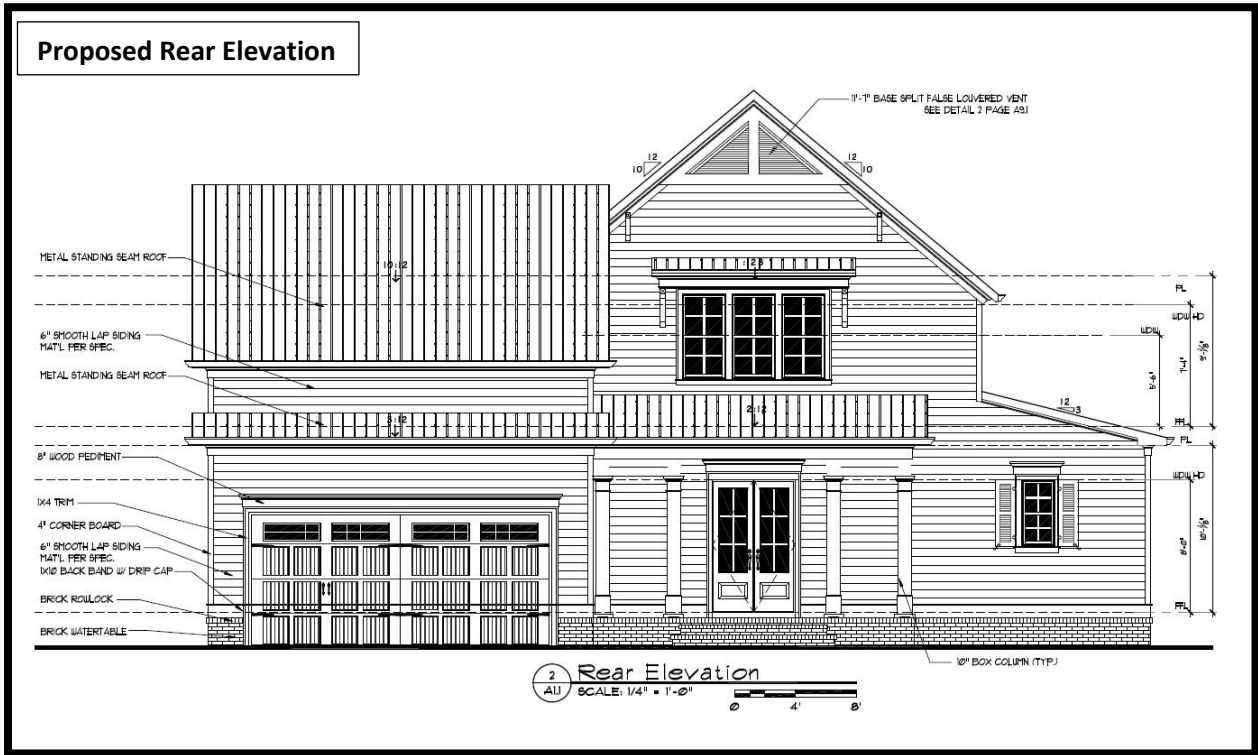 Proposed Rear Elevation
11'-7" BASE SPLIT FALSE LOUVERED VENT
SEE DETAIL 2 PAGE A9.1
12
10
12
10
METAL STANDING SEAM ROOF
10:12
PL
WDW HD
WDW
6" SMOOTH LAP SIDING
MAT'L PER SPEC.
METAL STANDING SEAM ROOF
3:12
2:12
12
3
PL
8" WOOD PEDIMENT
WDW HD
1X4 TRIM
4" CORNER BOARD
6" SMOOTH LAP SIDING
MAT'L PER SPEC.
8'-0"
1X10 BACK BAND W/ DRIP CAP
BRICK ROWLOCK
BRICK WATERTABLE
10" BOX COLUMN (TYP.)
2
A1.1
Rear Elevation
SCALE: 1/4" = 1'-0"
0 4' 8'